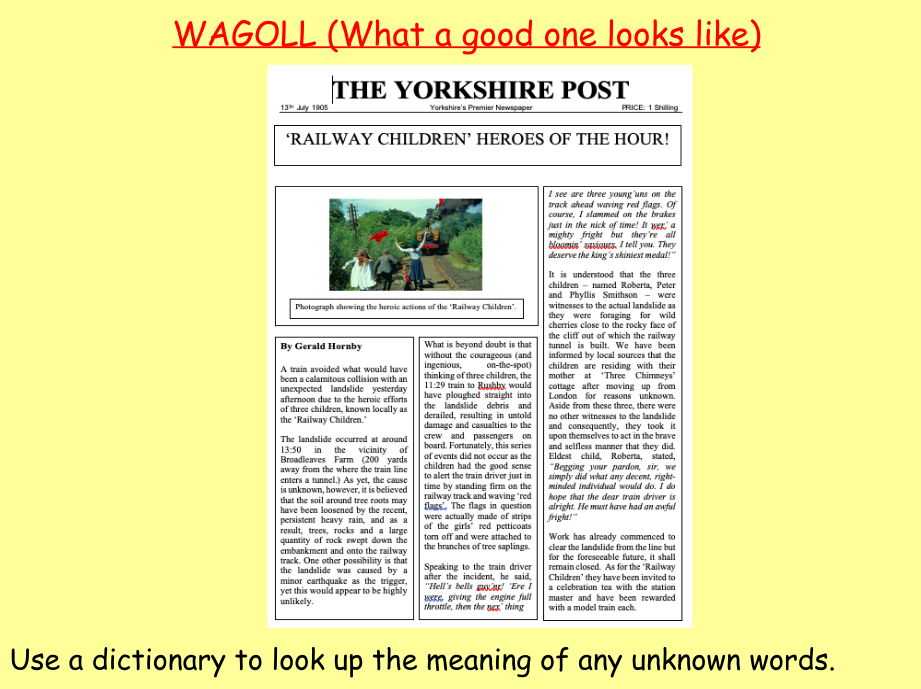 WAGOLL (What a good one looks like)
THE YORKSHIRE POST
13TH July 1905 Yorkshire's Premier Newspaper PRICE: 1 Shilling
'RAILWAY CHILDREN' HEROES OF THE HOUR!
Photograph showing the heroic actions of the 'Railway Children'.
By Gerald Hornby
A train avoided what would have
been a calamitous collision with an
unexpected landslide yesterday
afternoon due to the heroic efforts
of three children, known locally as
the 'Railway Children.'
The landslide occurred at around
13:50 in the vicinity of
Broadleaves Farm (200 yards
away from the where the train line
enters a tunnel.) As yet, the cause
is unknown, however, it is believed
that the soil around tree roots may
have been loosened by the recent,
persistent heavy rain, and as a
result, trees, rocks and a large
quantity of rock swept down the
embankment and onto the railway
track. One other possibility is that
the landslide was caused by a
minor earthquake as the trigger,
yet this would appear to be highly
unlikely.
What is beyond doubt is that
without the courageous (and
ingenious, on-the-spot)
thinking of three children, the
11:29 train to Rushby would
have ploughed straight into
the landslide debris and
derailed, resulting in untold
damage and casualties to the
crew and passengers on
board. Fortunately, this series
of events did not occur as the
children had the good sense
to alert the train driver just in
time by standing firm on the
railway track and waving 'red
flags'. The flags in question
were actually made of strips
of the girls' red petticoats
torn off and were attached to
the branches of tree saplings.
Speaking to the train driver
after the incident, he said,
"Hell's bells guv'nr! 'Ere I
were, giving the engine full
throttle, then the nex' thing
I see are three young'uns on the
track ahead waving red flags. Of
course, I slammed on the brakes
just in the nick of time! It wer' a
mighty fright but they're all
bloomin' saviours, I tell you. They
deserve the king's shiniest medal!"
It is understood that the three
children – named Roberta, Peter
and Phyllis Smithson – were
witnesses to the actual landslide as
they were foraging for wild
cherries close to the rocky face of
the cliff out of which the railway
tunnel is built. We have been
informed by local sources that the
children are residing with their
mother at 'Three Chimneys'
cottage after moving up from
London for reasons unknown.
Aside from these three, there were
no other witnesses to the landslide
and consequently, they took it
upon themselves to act in the brave
and selfless manner that they did.
Eldest child, Roberta, stated,
"Begging your pardon, sir, we
simply did what any decent, right-
minded individual would do. I do
hope that the dear train driver is
alright. He must have had an awful
fright!"
Work has already commenced to
clear the landslide from the line but
for the foreseeable future, it shall
remain closed. As for the 'Railway
Children' they have been invited to
a celebration tea with the station
master and have been rewarded
with a model train each.
Use a dictionary to look up the meaning of any unknown words.